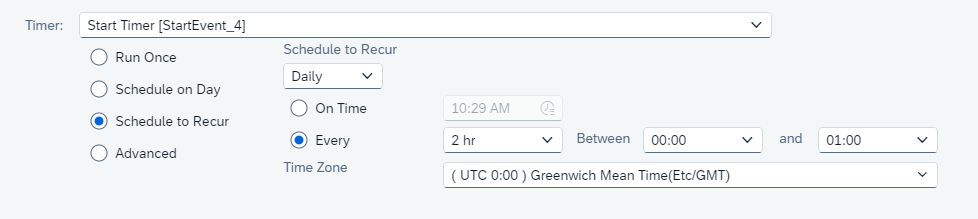 Timer: Start Timer [StartEvent_4]
Run Once
Schedule on Day
Schedule to Recur
Advanced
Schedule to Recur
Daily
On Time 10:29 AM
Every 2 hr Between 00:00 and 01:00
Time Zone ( UTC 0:00 ) Greenwich Mean Time(Etc/GMT)